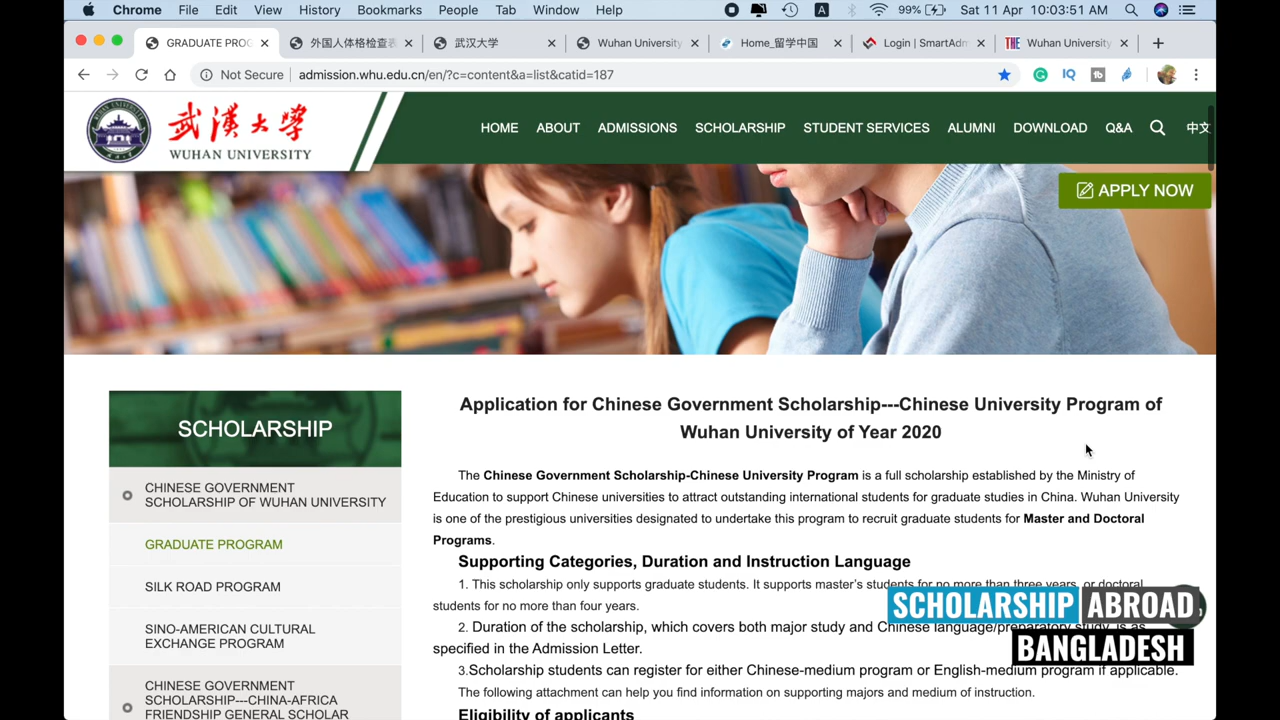 Chrome File Edit View History Bookmarks People Tab Window Help A 99% Sat 11 Apr 10:03:51 AM
GRADUATE PROG 外国人体格检查表 武汉大学 Wuhan University Home_留学中国 Login | SmartAdm THE Wuhan University
Not Secure admission.whu.edu.cn/en/?c=content&a=list&catid=187 IQ tb
武漢大學
WUHAN UNIVERSITY
HOME ABOUT ADMISSIONS SCHOLARSHIP STUDENT SERVICES ALUMNI DOWNLOAD Q&A 中文
APPLY NOW
SCHOLARSHIP
CHINESE GOVERNMENT
SCHOLARSHIP OF WUHAN UNIVERSITY
GRADUATE PROGRAM
SILK ROAD PROGRAM
SINO-AMERICAN CULTURAL
EXCHANGE PROGRAM
CHINESE GOVERNMENT
SCHOLARSHIP---CHINA-AFRICA
FRIENDSHIP GENERAL SCHOLAR
Application for Chinese Government Scholarship---Chinese University Program of
Wuhan University of Year 2020
The Chinese Government Scholarship-Chinese University Program is a full scholarship established by the Ministry of
Education to support Chinese universities to attract outstanding international students for graduate studies in China. Wuhan University
is one of the prestigious universities designated to undertake this program to recruit graduate students for Master and Doctoral
Programs.
Supporting Categories, Duration and Instruction Language
1. This scholarship only supports graduate students. It supports master's students for no more than three years, or doctoral
students for no more than four years.
2. Duration of the scholarship, which covers both major study and Chinese language/preparatory study, is as
specified in the Admission Letter.
3.Scholarship students can register for either Chinese-medium program or English-medium program if applicable.
The following attachment can help you find information on supporting majors and medium of instruction.
Eligibility of applicants
SCHOLARSHIP ABROAD
BANGLADESH